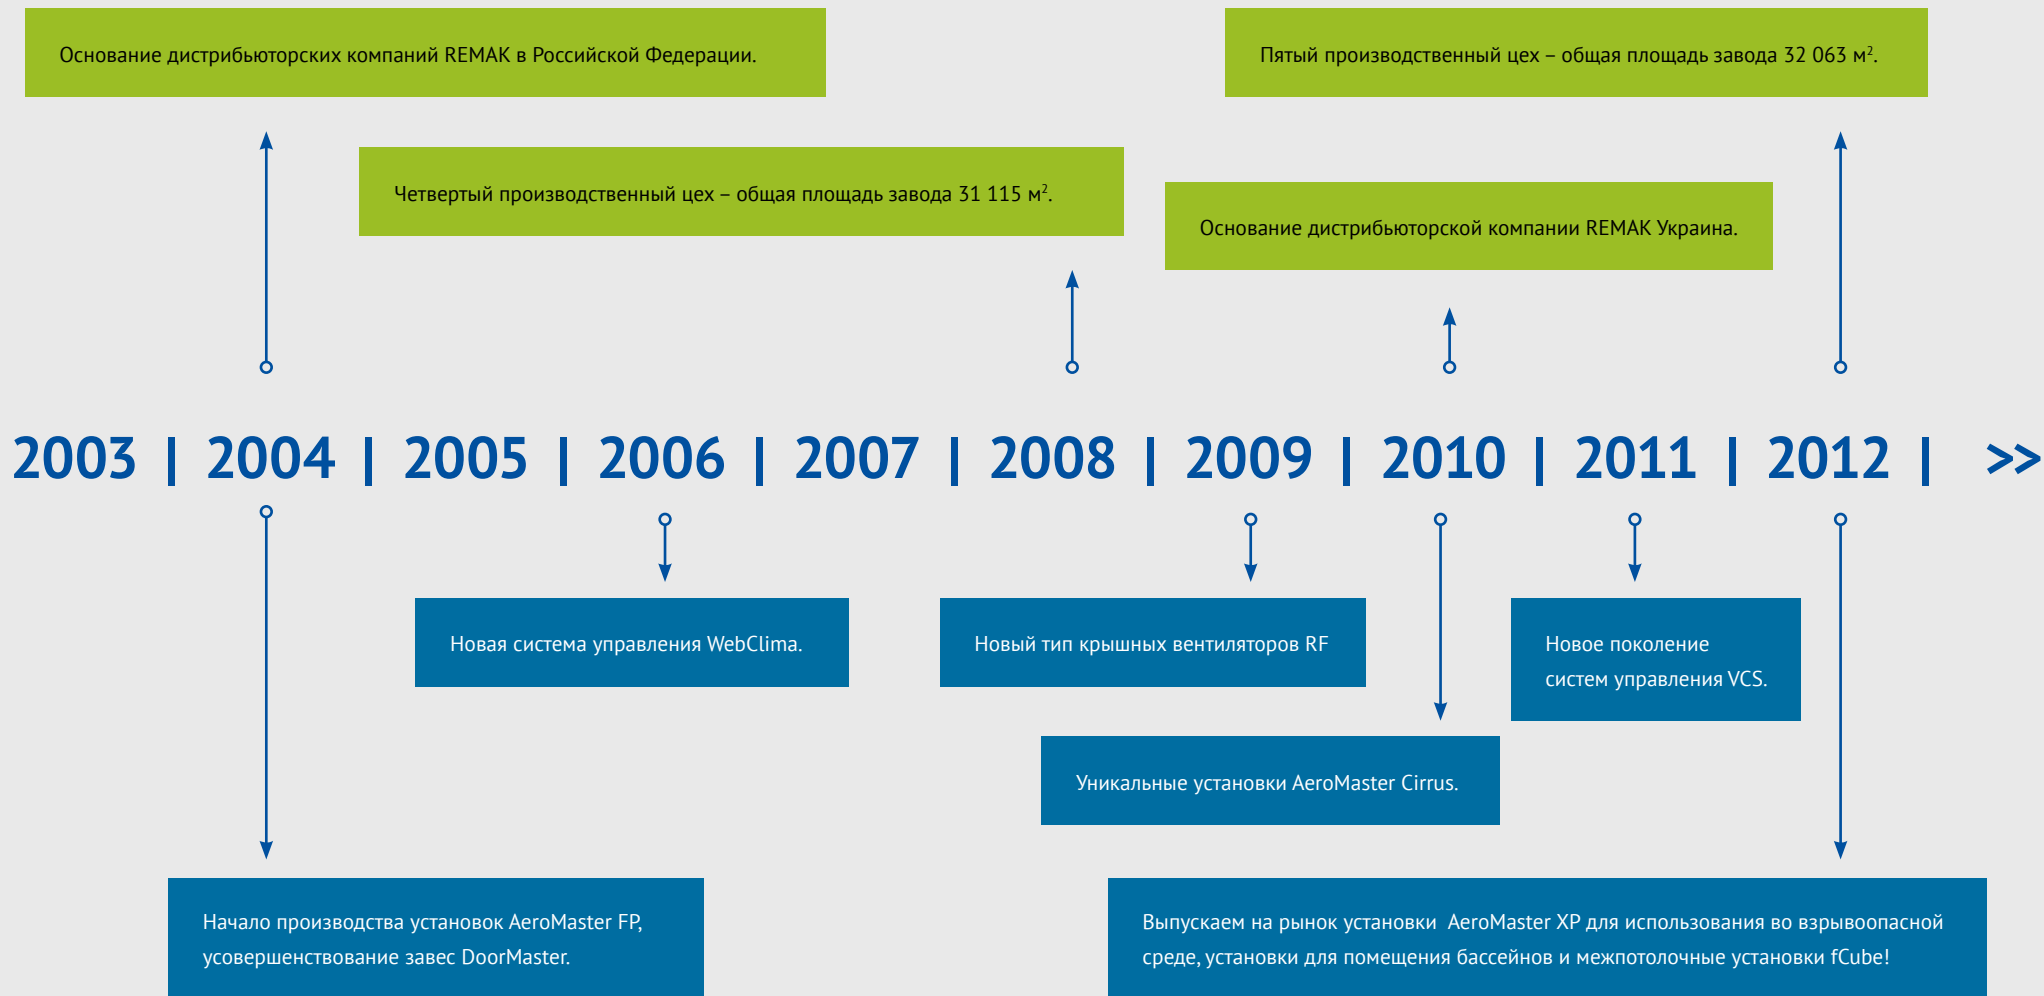 Основание дистрибьюторских компаний REMAK в Российской Федерации.
Пятый производственный цех – общая площадь завода 32 063 м².
Четвертый производственный цех – общая площадь завода 31 115 м².
Основание дистрибьюторской компании REMAK Украина.
2003 | 2004 | 2005 | 2006 | 2007 | 2008 | 2009 | 2010 | 2011 | 2012 | >>
Новая система управления WebClima.
Новый тип крышных вентиляторов RF
Новое поколение
систем управления VCS.
Уникальные установки AeroMaster Cirrus.
Начало производства установок AeroMaster FP,
усовершенствование завес DoorMaster.
Выпускаем на рынок установки AeroMaster XP для использования во взрывоопасной
среде, установки для помещения бассейнов и межпотолочные установки fCube!